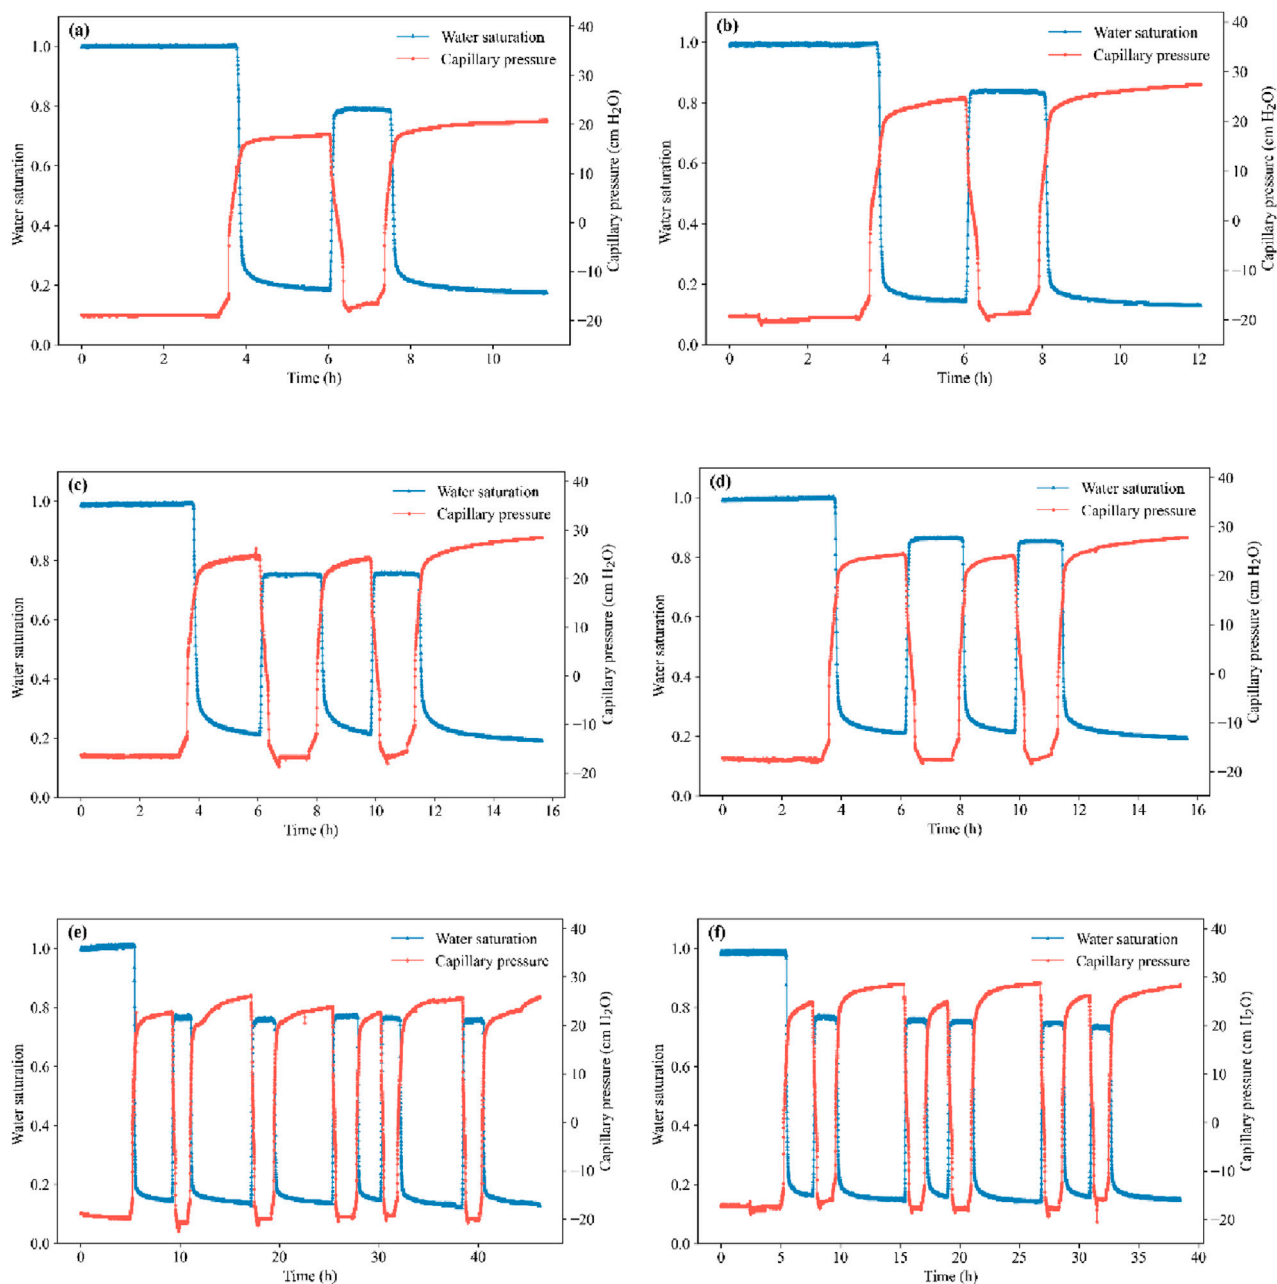 (a)
Water saturation
Capillary pressure
1.0
0.8
0.6
0.4
0.2
0.0
Water saturation
40
30
20
10
0
−10
−20
Capillary pressure (cm H₂O)
0 2 4 6 8 10
Time (h)
(b)
Water saturation
Capillary pressure
1.0
0.8
0.6
0.4
0.2
0.0
Water saturation
40
30
20
10
0
−10
−20
Capillary pressure (cm H₂O)
0 2 4 6 8 10 12
Time (h)
(c)
Water saturation
Capillary pressure
1.0
0.8
0.6
0.4
0.2
0.0
Water saturation
40
30
20
10
0
−10
−20
Capillary pressure (cm H₂O)
0 2 4 6 8 10 12 14 16
Time (h)
(d)
Water saturation
Capillary pressure
1.0
0.8
0.6
0.4
0.2
0.0
Water saturation
40
30
20
10
0
−10
−20
Capillary pressure (cm H₂O)
0 2 4 6 8 10 12 14 16
Time (h)
(e)
Water saturation
Capillary pressure
1.0
0.8
0.6
0.4
0.2
0.0
Water saturation
40
30
20
10
0
−10
−20
Capillary pressure (cm H₂O)
0 10 20 30 40
Time (h)
(f)
Water saturation
Capillary pressure
1.0
0.8
0.6
0.4
0.2
0.0
Water saturation
40
30
20
10
0
−10
−20
Capillary pressure (cm H₂O)
0 5 10 15 20 25 30 35 40
Time (h)